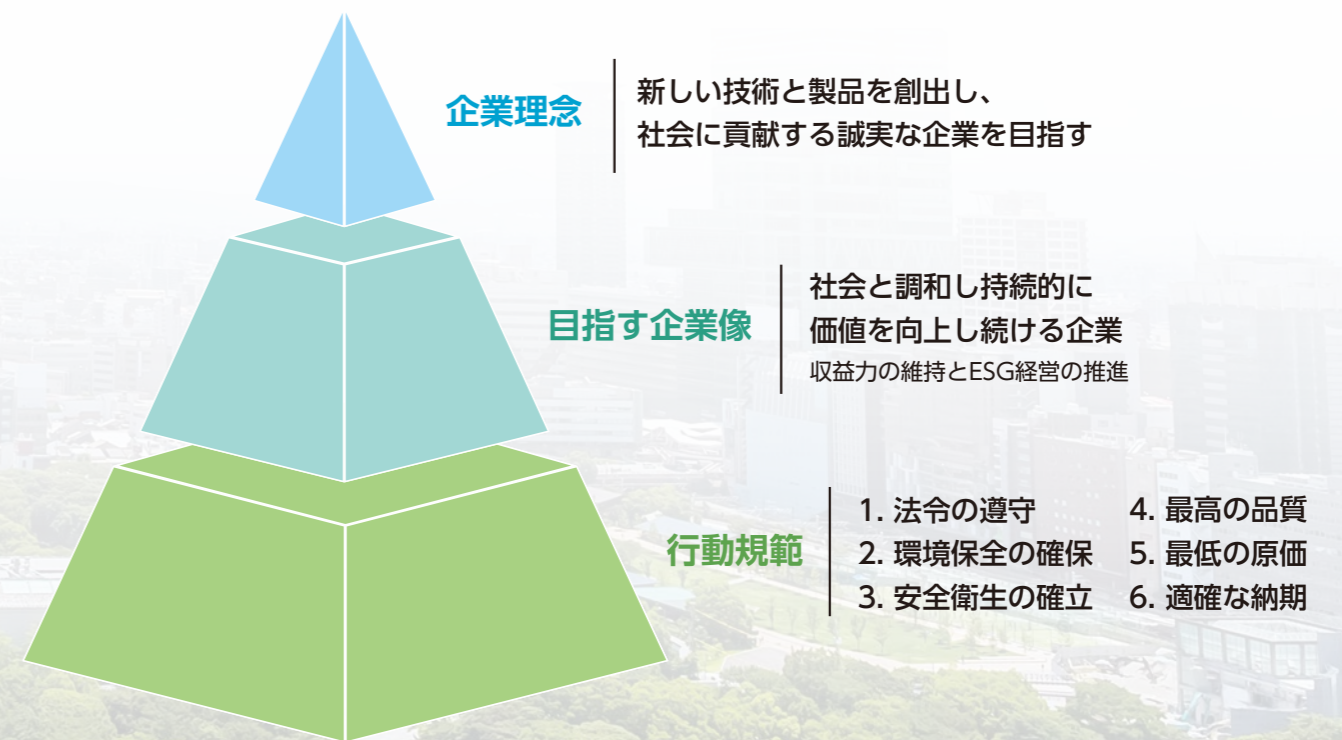 企業理念
新しい技術と製品を創出し、
社会に貢献する誠実な企業を目指す
目指す企業像
社会と調和し持続的に
価値を向上し続ける企業
収益力の維持とESG経営の推進
行動規範
1. 法令の遵守
2. 環境保全の確保
3. 安全衛生の確立
4. 最高の品質
5. 最低の原価
6. 適確な納期